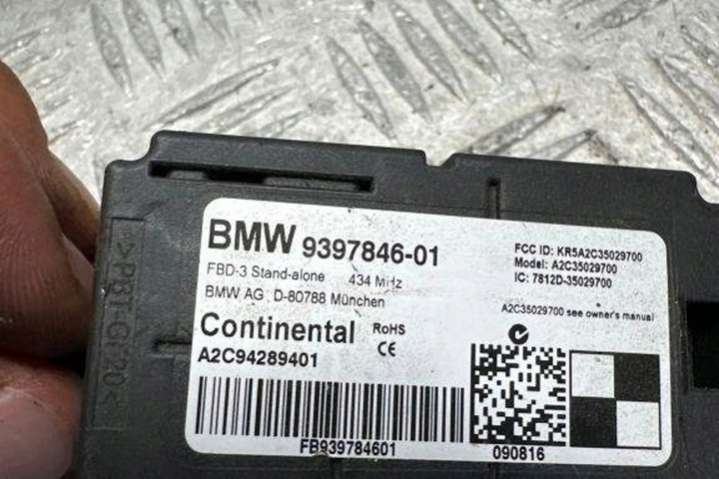 BMW 9397846-01
FBD-3 Stand-alone 434 MHz
BMW AG , D-80788 München
Continental RoHS
CE
A2C94289401
FB939784601
FCC ID: KR5A2C35029700
Model: A2C35029700
IC: 7812D-35029700
A2C35029700 see owner's manual
090816
>PBT-GF20<